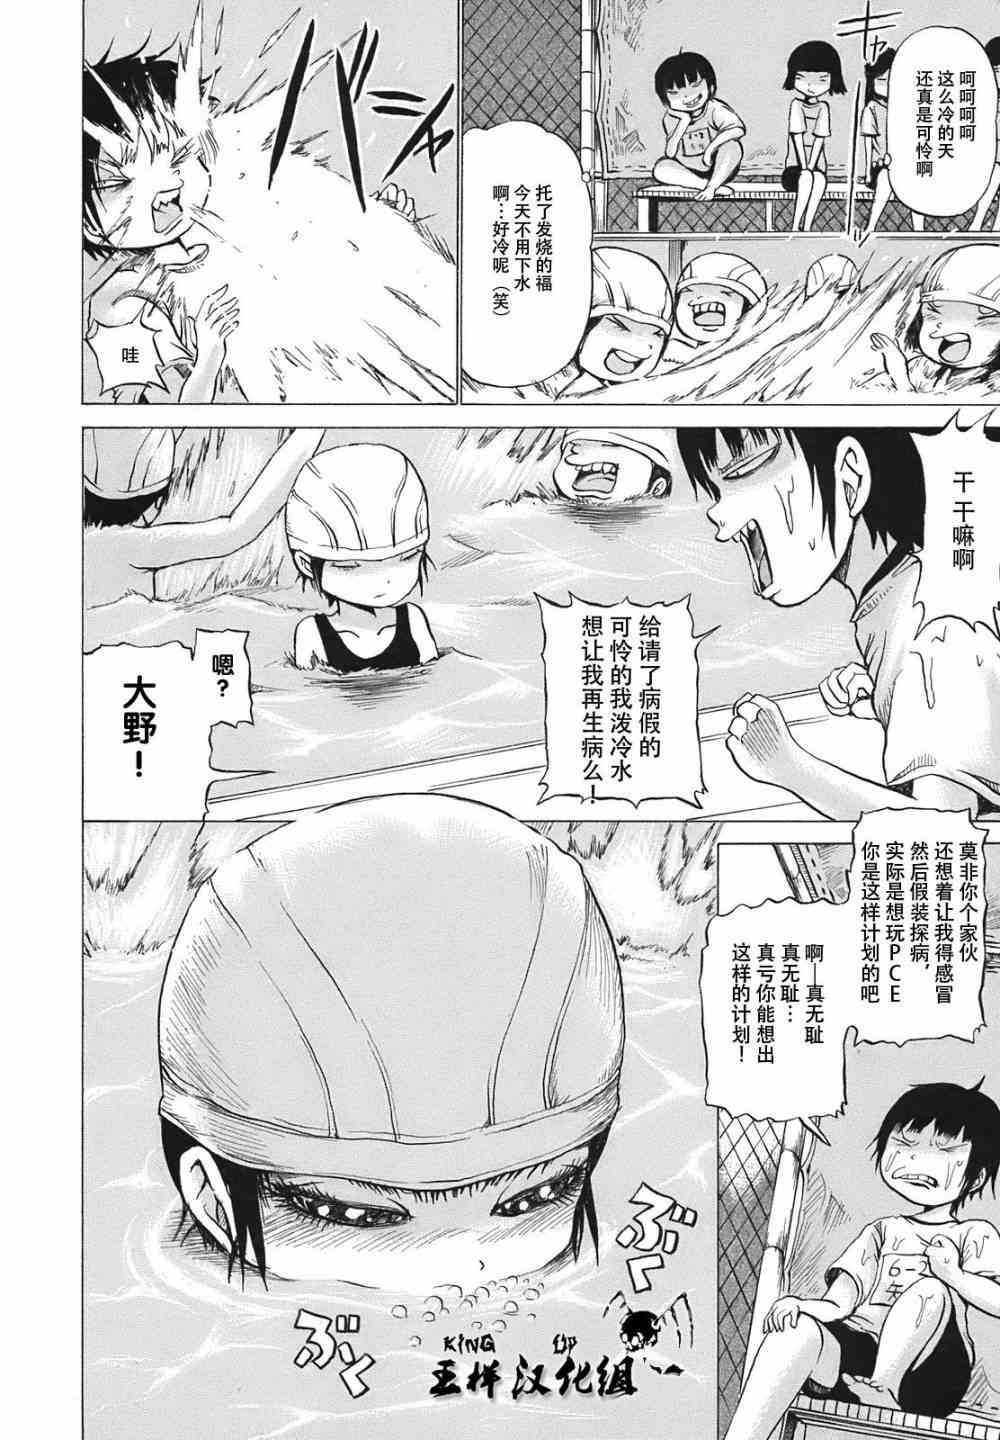 呵呵呵呵
这么冷的天
还真是可怜啊
キャ
托了发烧的福
今天不用下水
啊…好冷呢（笑）
バシャ
哇
干干嘛啊
给请了病假的
可怜的我泼冷水
想让我再生病么！
嗯？
大野！
莫非你个家伙
还想着让我得感冒
然后假装探病，
实际是想玩PCE
你是这样计划的吧
啊—真无耻
真无耻…
真亏你能想出
这样的计划！
6-2
ぶく
ぶく
KING
王样汉化组